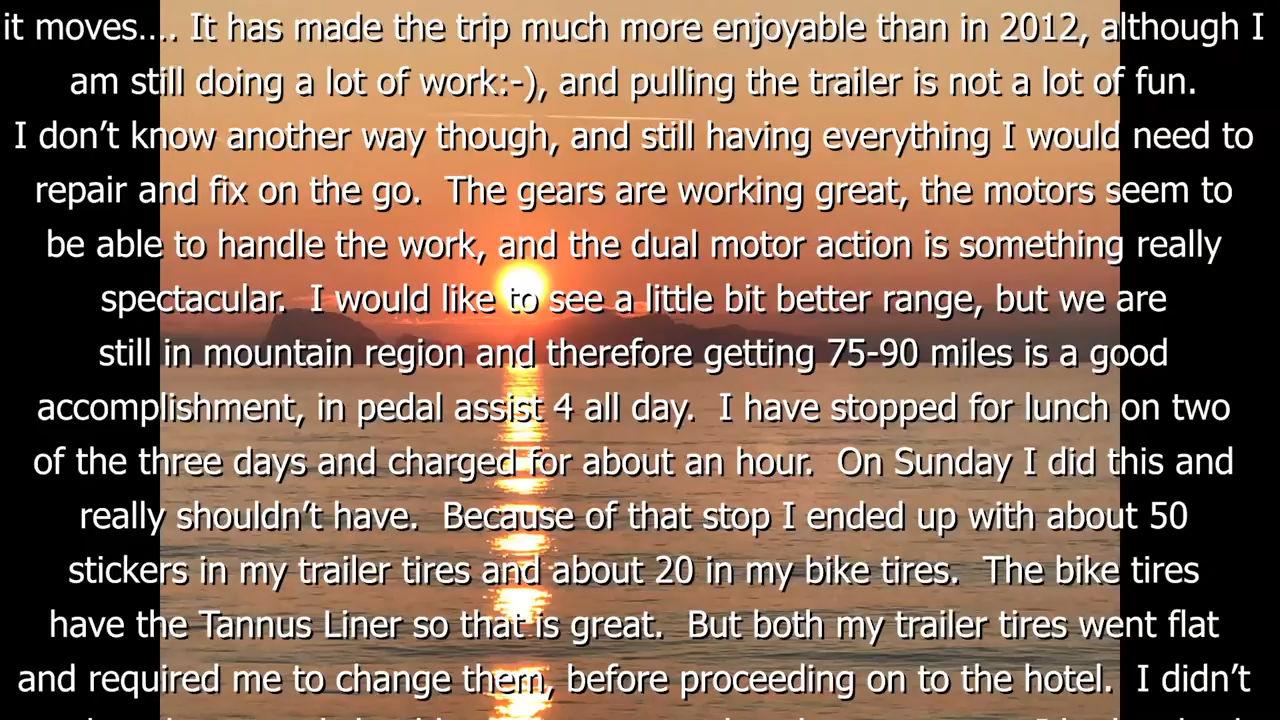 it moves.... It has made the trip much more enjoyable than in 2012, although I
am still doing a lot of work:-), and pulling the trailer is not a lot of fun.
I don’t know another way though, and still having everything I would need to
repair and fix on the go.  The gears are working great, the motors seem to
be able to handle the work, and the dual motor action is something really
spectacular.  I would like to see a little bit better range, but we are
still in mountain region and therefore getting 75-90 miles is a good
accomplishment, in pedal assist 4 all day.  I have stopped for lunch on two
of the three days and charged for about an hour.  On Sunday I did this and
really shouldn’t have.  Because of that stop I ended up with about 50
stickers in my trailer tires and about 20 in my bike tires.  The bike tires
have the Tannus Liner so that is great.  But both my trailer tires went flat
and required me to change them, before proceeding on to the hotel.  I didn’t